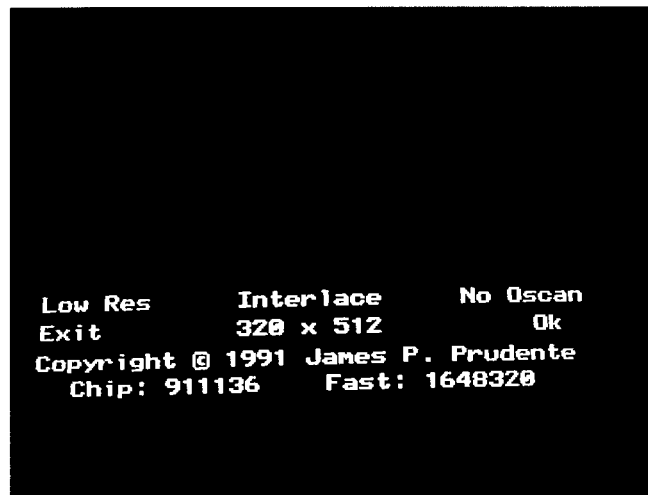 Low Res Interlace No Oscan
Exit 320 x 512 Ok
Copyright © 1991 James P. Prudente
Chip: 911136 Fast: 1648320